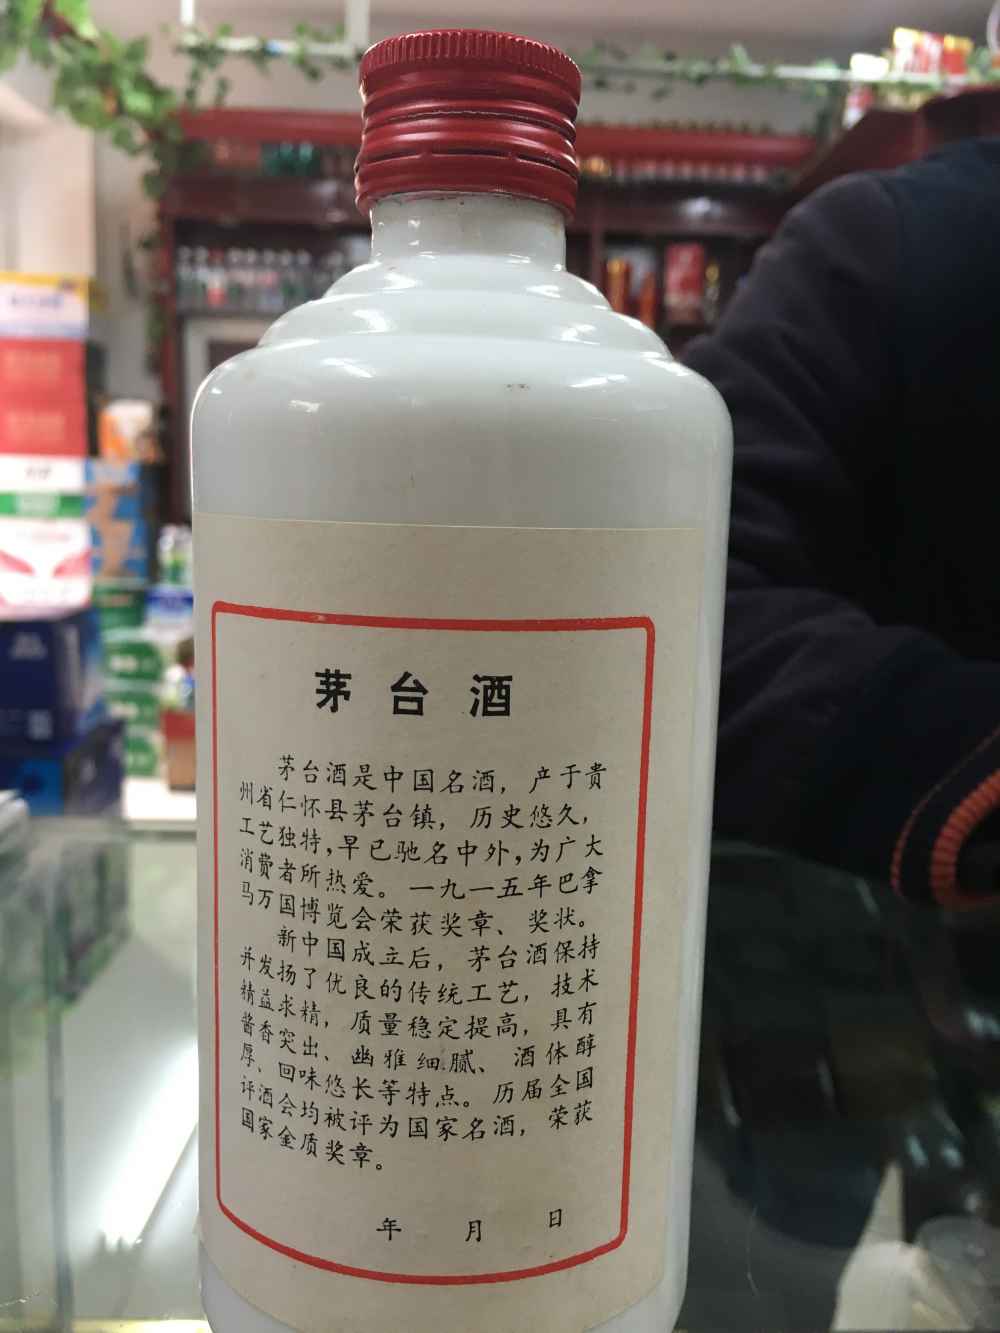 茅台酒
茅台酒是中国名酒，产于贵
州省仁怀县茅台镇，历史悠久，
工艺独特，早已驰名中外，为广大
消费者所热爱。一九一五年巴拿
马万国博览会荣获奖章、奖状。
新中国成立后，茅台酒保持
并发扬了优良的传统工艺，技术
精益求精，质量稳定提高，具有
酱香突出、幽雅细腻、酒体醇
厚、回味悠长等特点。历届全国
评酒会均被评为国家名酒，荣获
国家金质奖章。
年 月 日